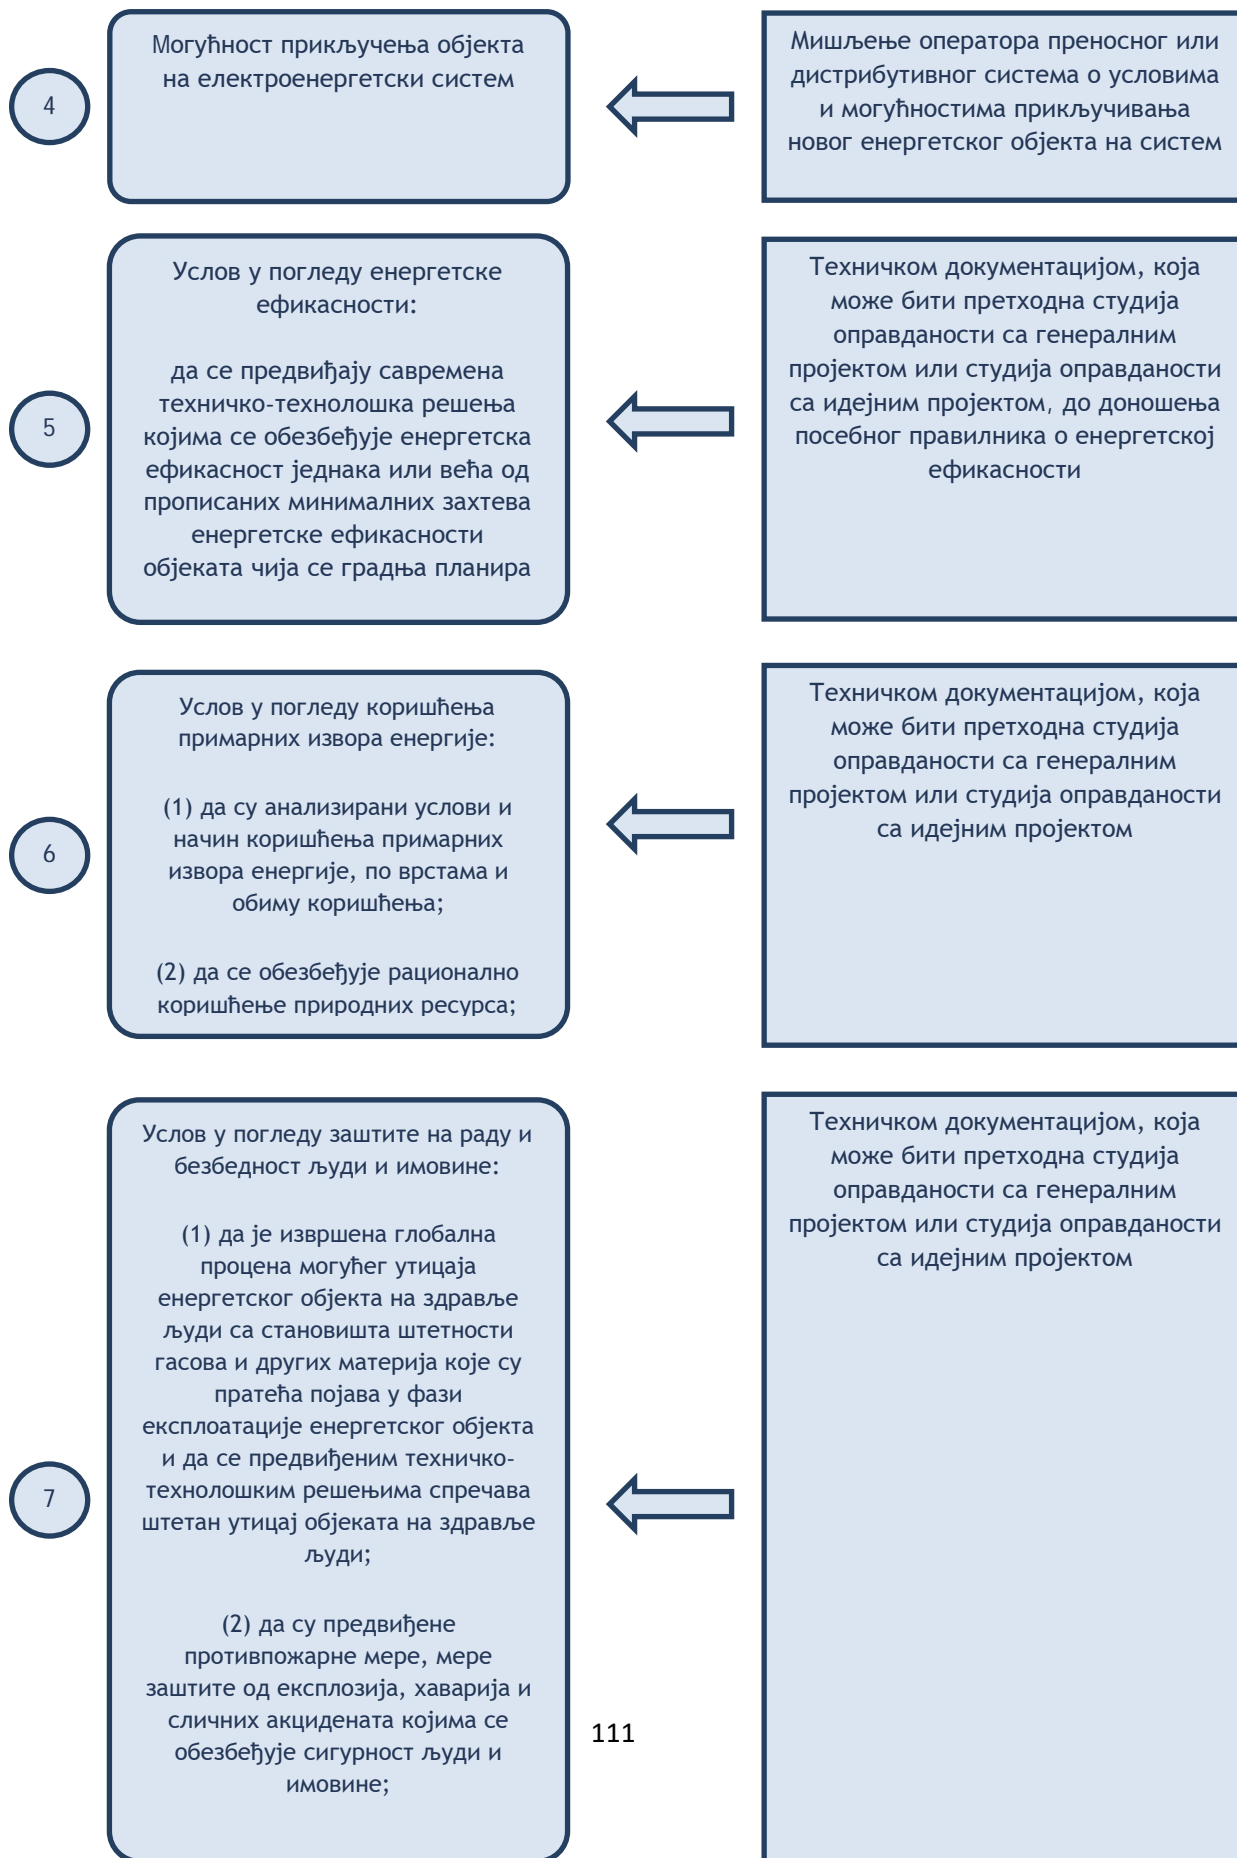 4
Могућност прикључења објекта
на електроенергетски систем
Мишљење оператора преносног или
дистрибутивног система о условима
и могућностима прикључивања
новог енергетског објекта на систем
5
Услов у погледу енергетске
ефикасности:
да се предвиђају савремена
техничко-технолошка решења
којима се обезбеђује енергетска
ефикасност једнака или већа од
прописаних минималних захтева
енергетске ефикасности
објеката чија се градња планира
Техничком документацијом, која
може бити претходна студија
оправданости са генералним
пројектом или студија оправданости
са идејним пројектом, до доношења
посебног правилника о енергетској
ефикасности
6
Услов у погледу коришћења
примарних извора енергије:
(1) да су анализирани услови и
начин коришћења примарних
извора енергије, по врстама и
обиму коришћења;
(2) да се обезбеђује рационално
коришћење природних ресурса;
Техничком документацијом, која
може бити претходна студија
оправданости са генералним
пројектом или студија оправданости
са идејним пројектом
7
Услов у погледу заштите на раду и
безбедност људи и имовине:
(1) да је извршена глобална
процена могућег утицаја
енергетског објекта на здравље
људи са становишта штетности
гасова и других материја које су
пратећа појава у фази
експлоатације енергетског објекта
и да се предвиђеним техничко-
технолошким решењима спречава
штетан утицај објеката на здравље
људи;
(2) да су предвиђене
противпожарне мере, мере
заштите од експлозија, хаварија и
сличних акцидената којима се
обезбеђује сигурност људи и
имовине;
Техничком документацијом, која
може бити претходна студија
оправданости са генералним
пројектом или студија оправданости
са идејним пројектом
111